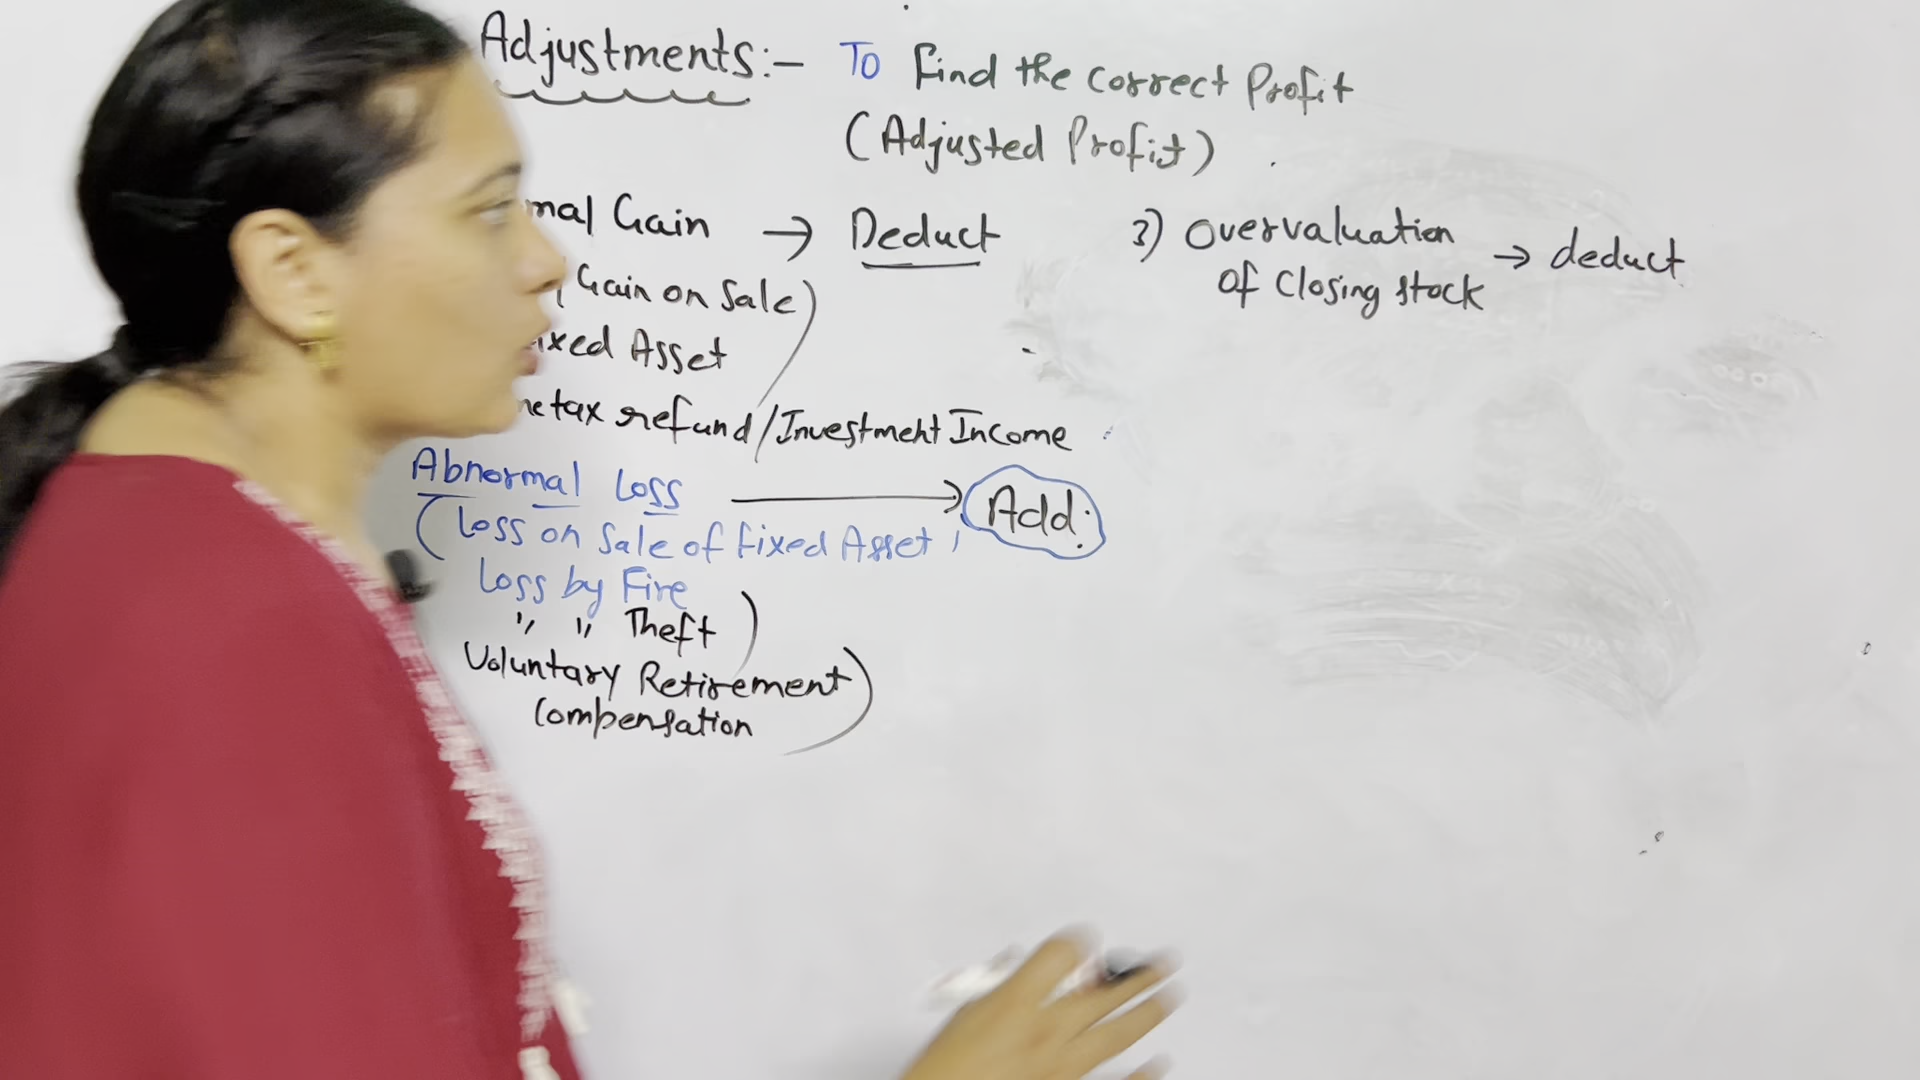 Adjustments:- To Find the correct Profit
(Adjusted Profit)
mal Gain → Deduct
(Gain on Sale)
ixed Asset
tax refund/Investment Income
Abnormal Loss → Add.
(Loss on Sale of Fixed Asset,
Loss by Fire
" " Theft)
Voluntary Retirement)
Compensation
3) Overvaluation → deduct
of Closing stock